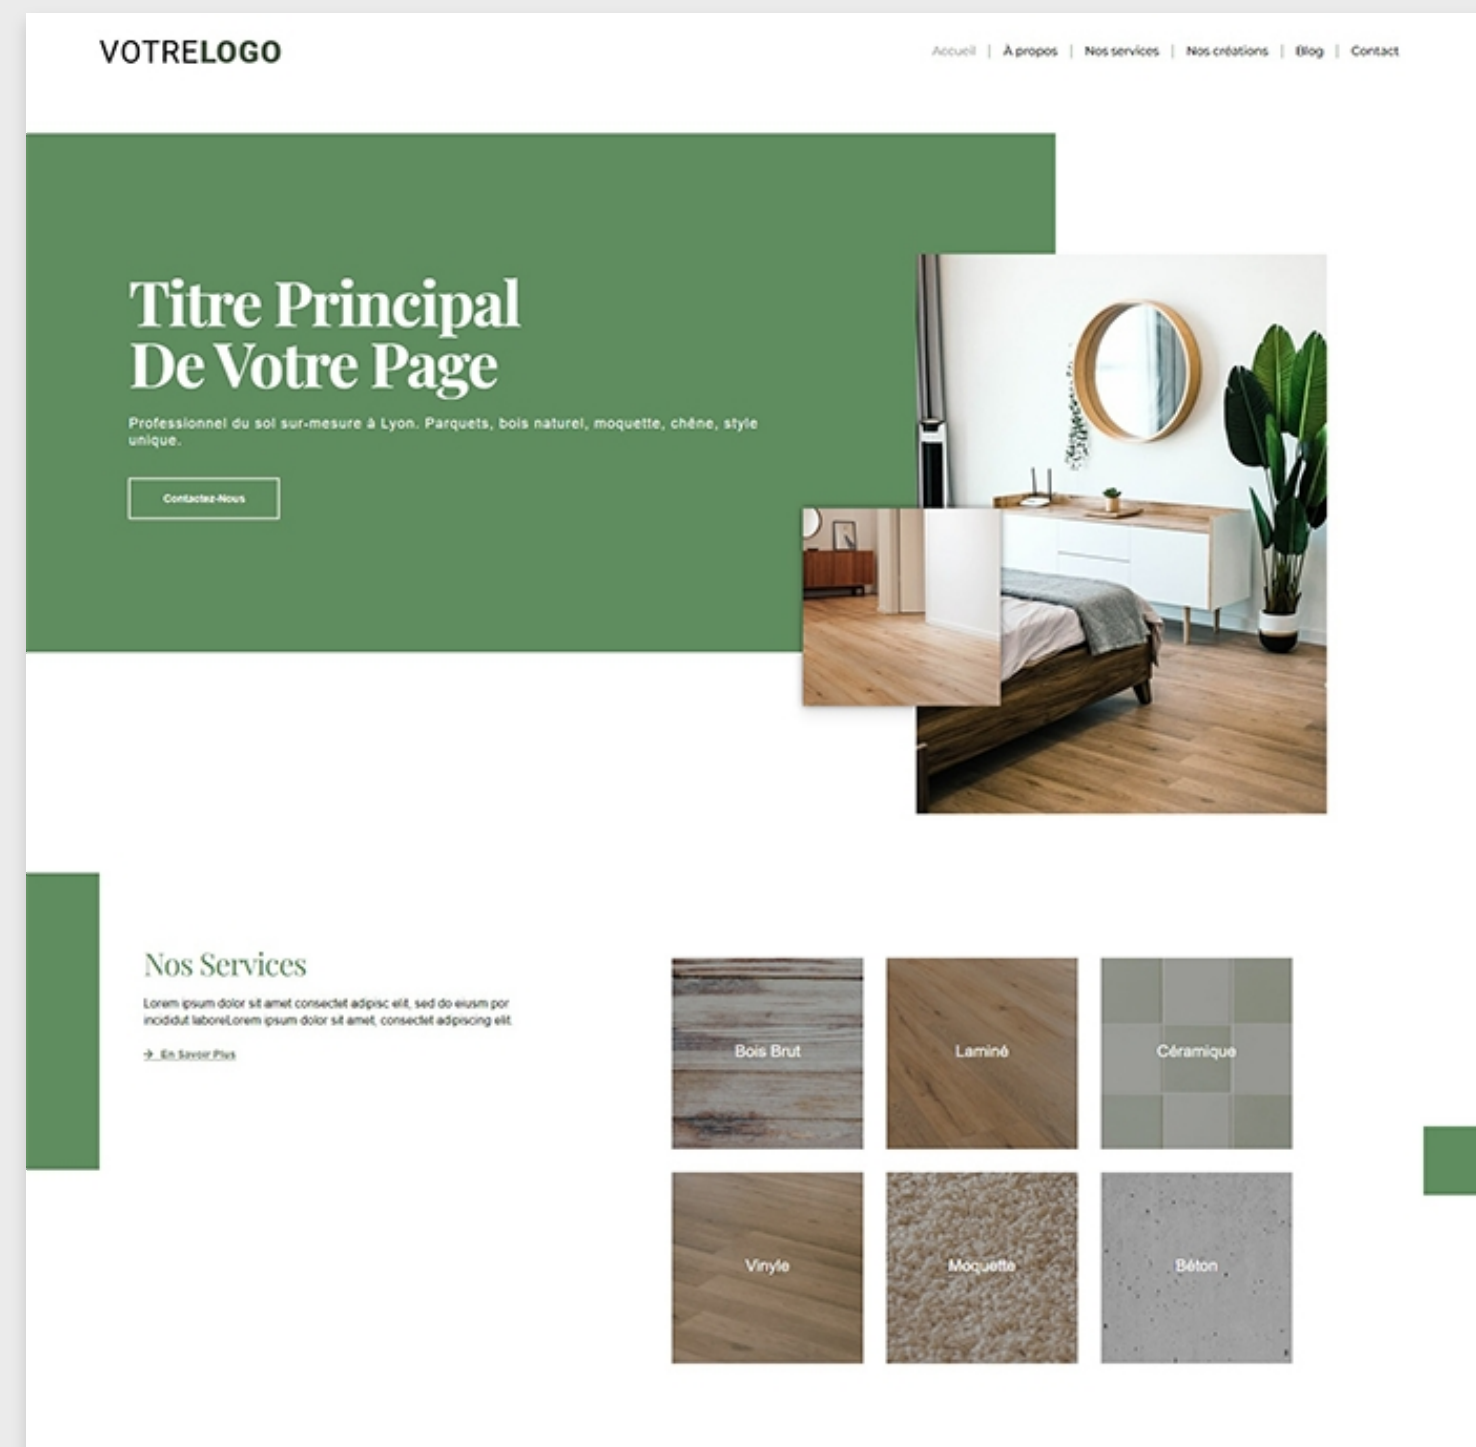 VOTRELOGO
Accueil | À propos | Nos services | Nos créations | Blog | Contact
Titre Principal
De Votre Page
Professionnel du sol sur-mesure à Lyon. Parquets, bois naturel, moquette, chêne, style
unique.
Contactez-Nous
Nos Services
Lorem ipsum dolor sit amet consectet adipisc elit, sed do eiusm por
incididut laboreLorem ipsum dolor sit amet, consectet adipiscing elit.
→ En Savoir Plus
Bois Brut
Laminé
Céramique
Vinyle
Moquette
Béton